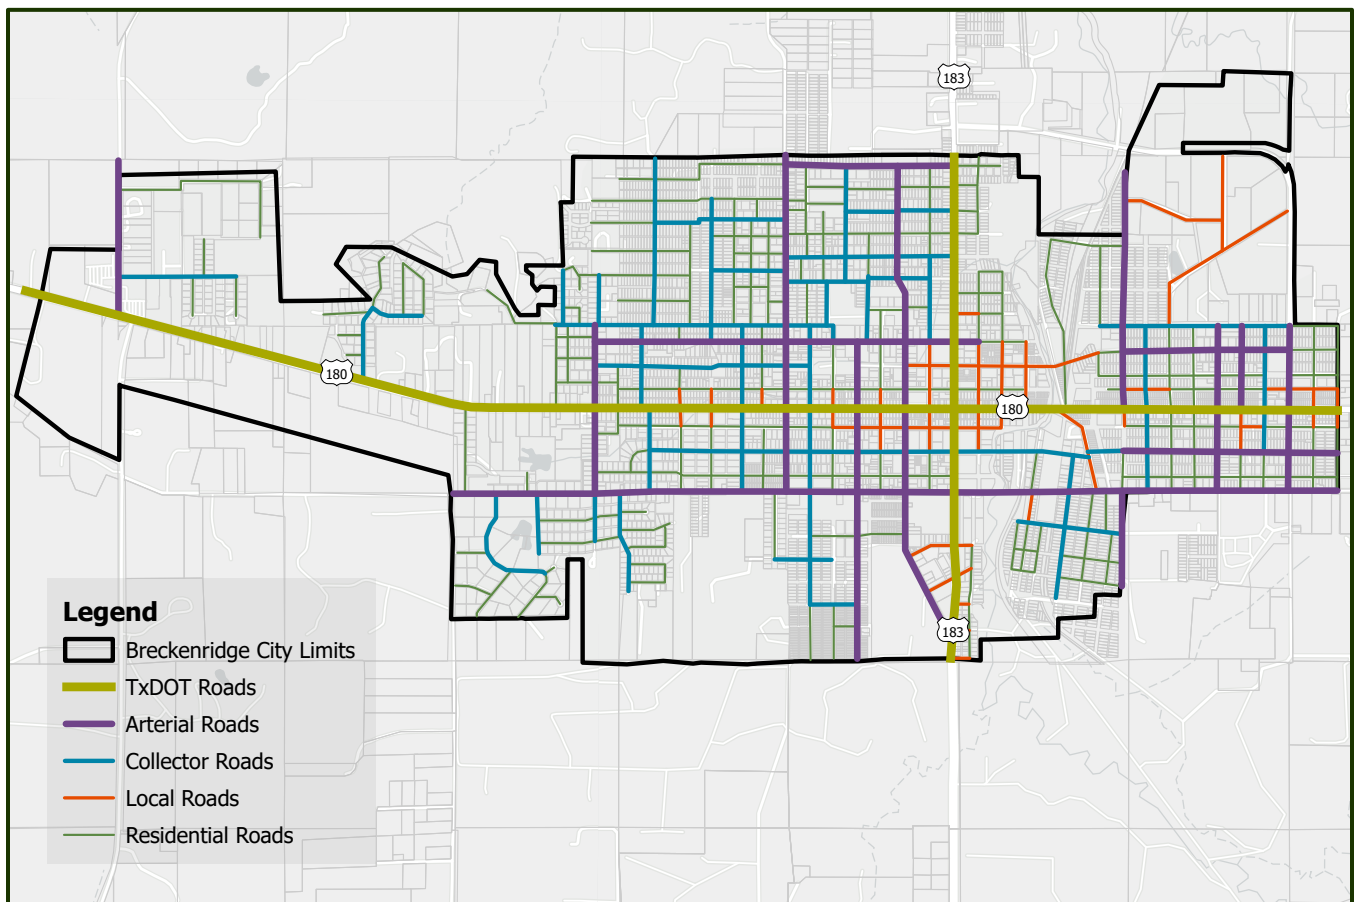 183
180
180
183
Legend
Breckenridge City Limits
TxDOT Roads
Arterial Roads
Collector Roads
Local Roads
Residential Roads